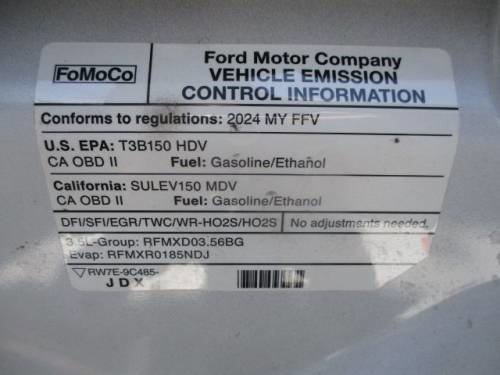 FoMoCo
Ford Motor Company
VEHICLE EMISSION
CONTROL INFORMATION
Conforms to regulations: 2024 MY FFV
U.S. EPA: T3B150 HDV
CA OBD II Fuel: Gasoline/Ethanol
California: SULEV150 MDV
CA OBD II Fuel: Gasoline/Ethanol
DFI/SFI/EGR/TWC/WR-HO2S/HO2S No adjustments needed.
3.5L-Group: RFMXD03.56BG
Evap: RFMXR0185NDJ
RW7E-9C485-
JDX